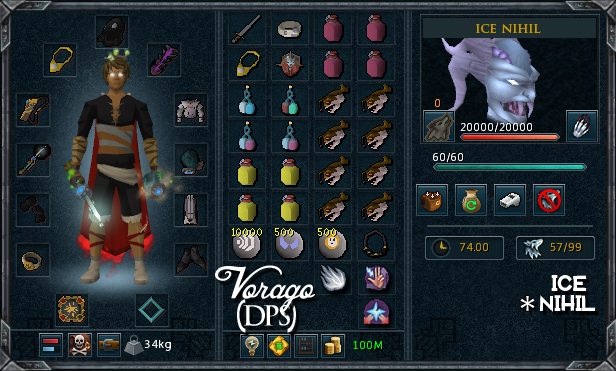 ICE NIHIL
0
20000/20000
60/60
10000
500
500
74.00
57/99
Vorago
(DPS)
ICE
* NIHIL
34kg
100M